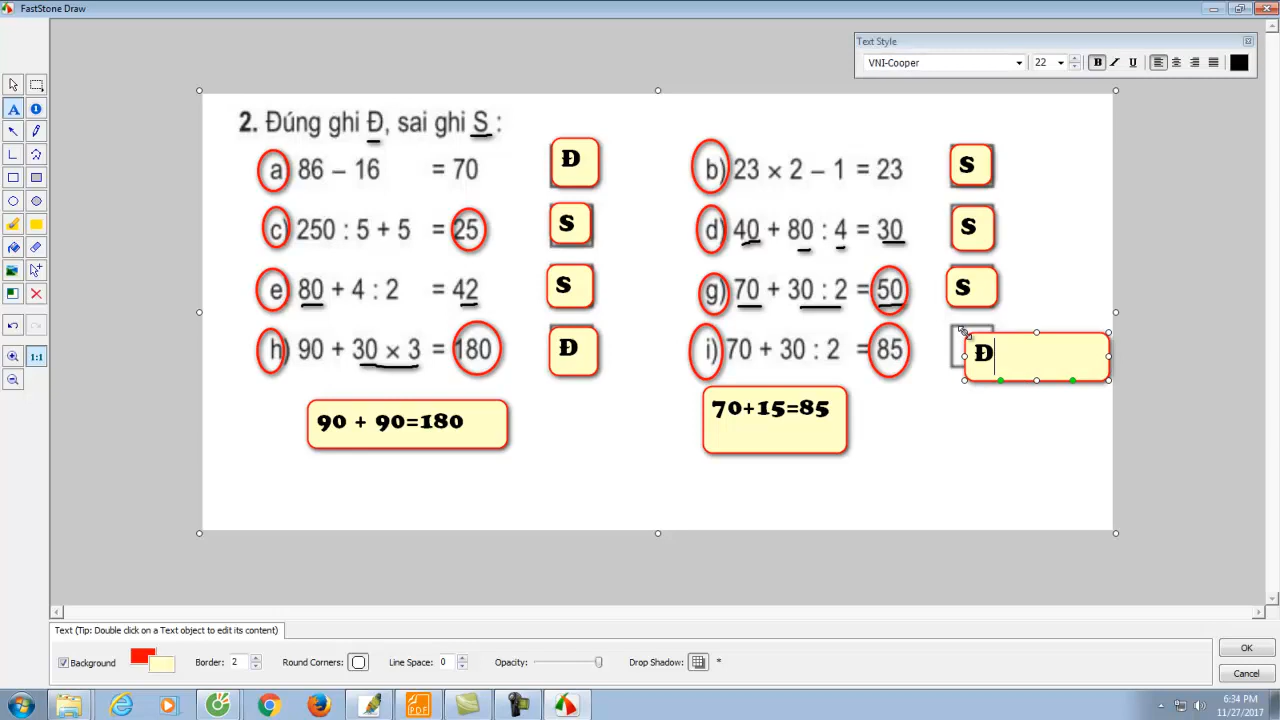 FastStone Draw
Text Style
VNI-Cooper 22 B I U
2. Đúng ghi Đ, sai ghi S :
a) 86 – 16 = 70 Đ
b) 23 × 2 – 1 = 23 S
c) 250 : 5 + 5 = 25 S
d) 40 + 80 : 4 = 30 S
e) 80 + 4 : 2 = 42 S
g) 70 + 30 : 2 = 50 S
h) 90 + 30 × 3 = 180 Đ
i) 70 + 30 : 2 = 85 Đ
90 + 90=180
70+15=85
Text (Tip: Double click on a Text object to edit its content)
Background Border: 2 Round Corners: Line Space: 0 Opacity: Drop Shadow: *
OK
Cancel
A
1:1
PDF
6:34 PM
11/27/2017